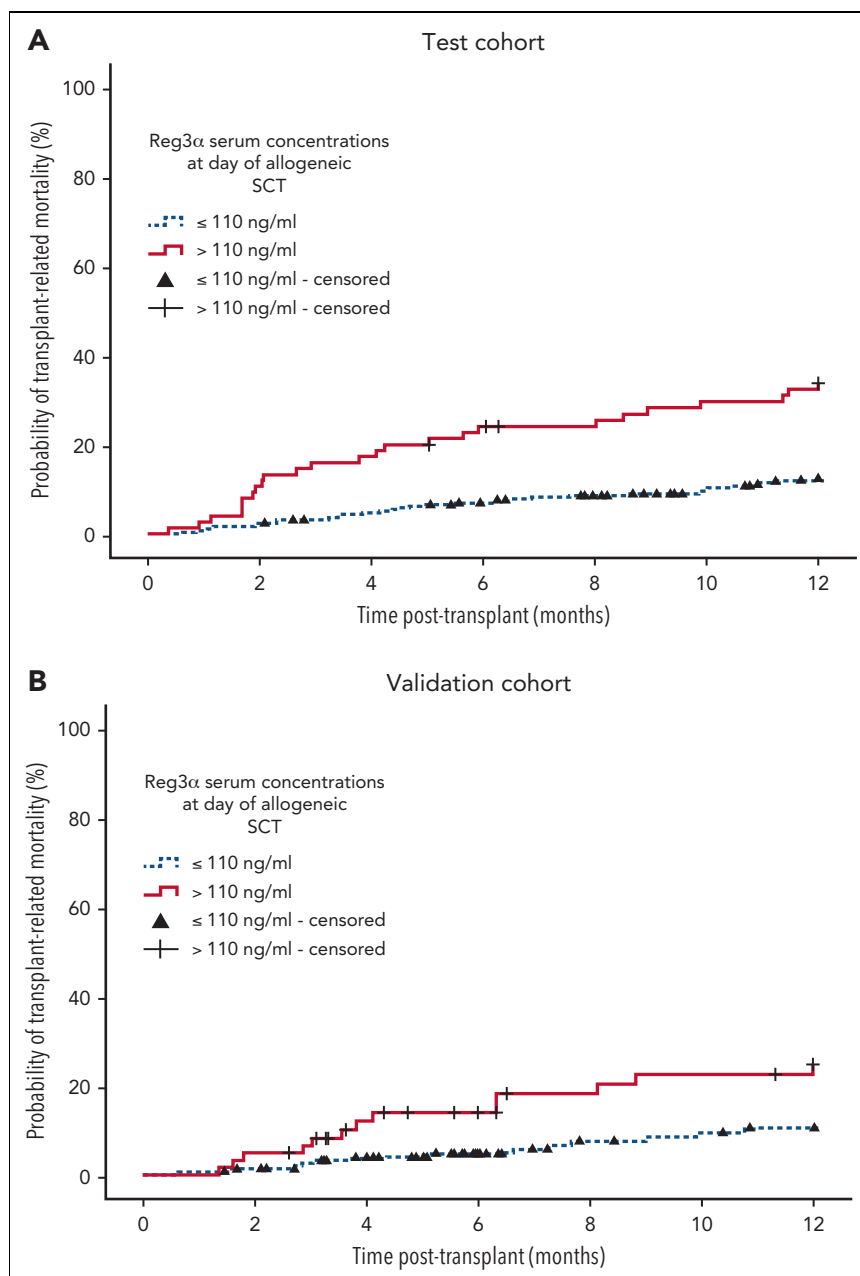 A
Test cohort
Probability of transplant-related mortality (%)
100
80
60
40
20
0
Reg3α serum concentrations
at day of allogeneic
SCT
≤ 110 ng/ml
> 110 ng/ml
≤ 110 ng/ml - censored
> 110 ng/ml - censored
0 2 4 6 8 10 12
Time post-transplant (months)
B
Validation cohort
Probability of transplant-related mortality (%)
100
80
60
40
20
0
Reg3α serum concentrations
at day of allogeneic
SCT
≤ 110 ng/ml
> 110 ng/ml
≤ 110 ng/ml - censored
> 110 ng/ml - censored
0 2 4 6 8 10 12
Time post-transplant (months)